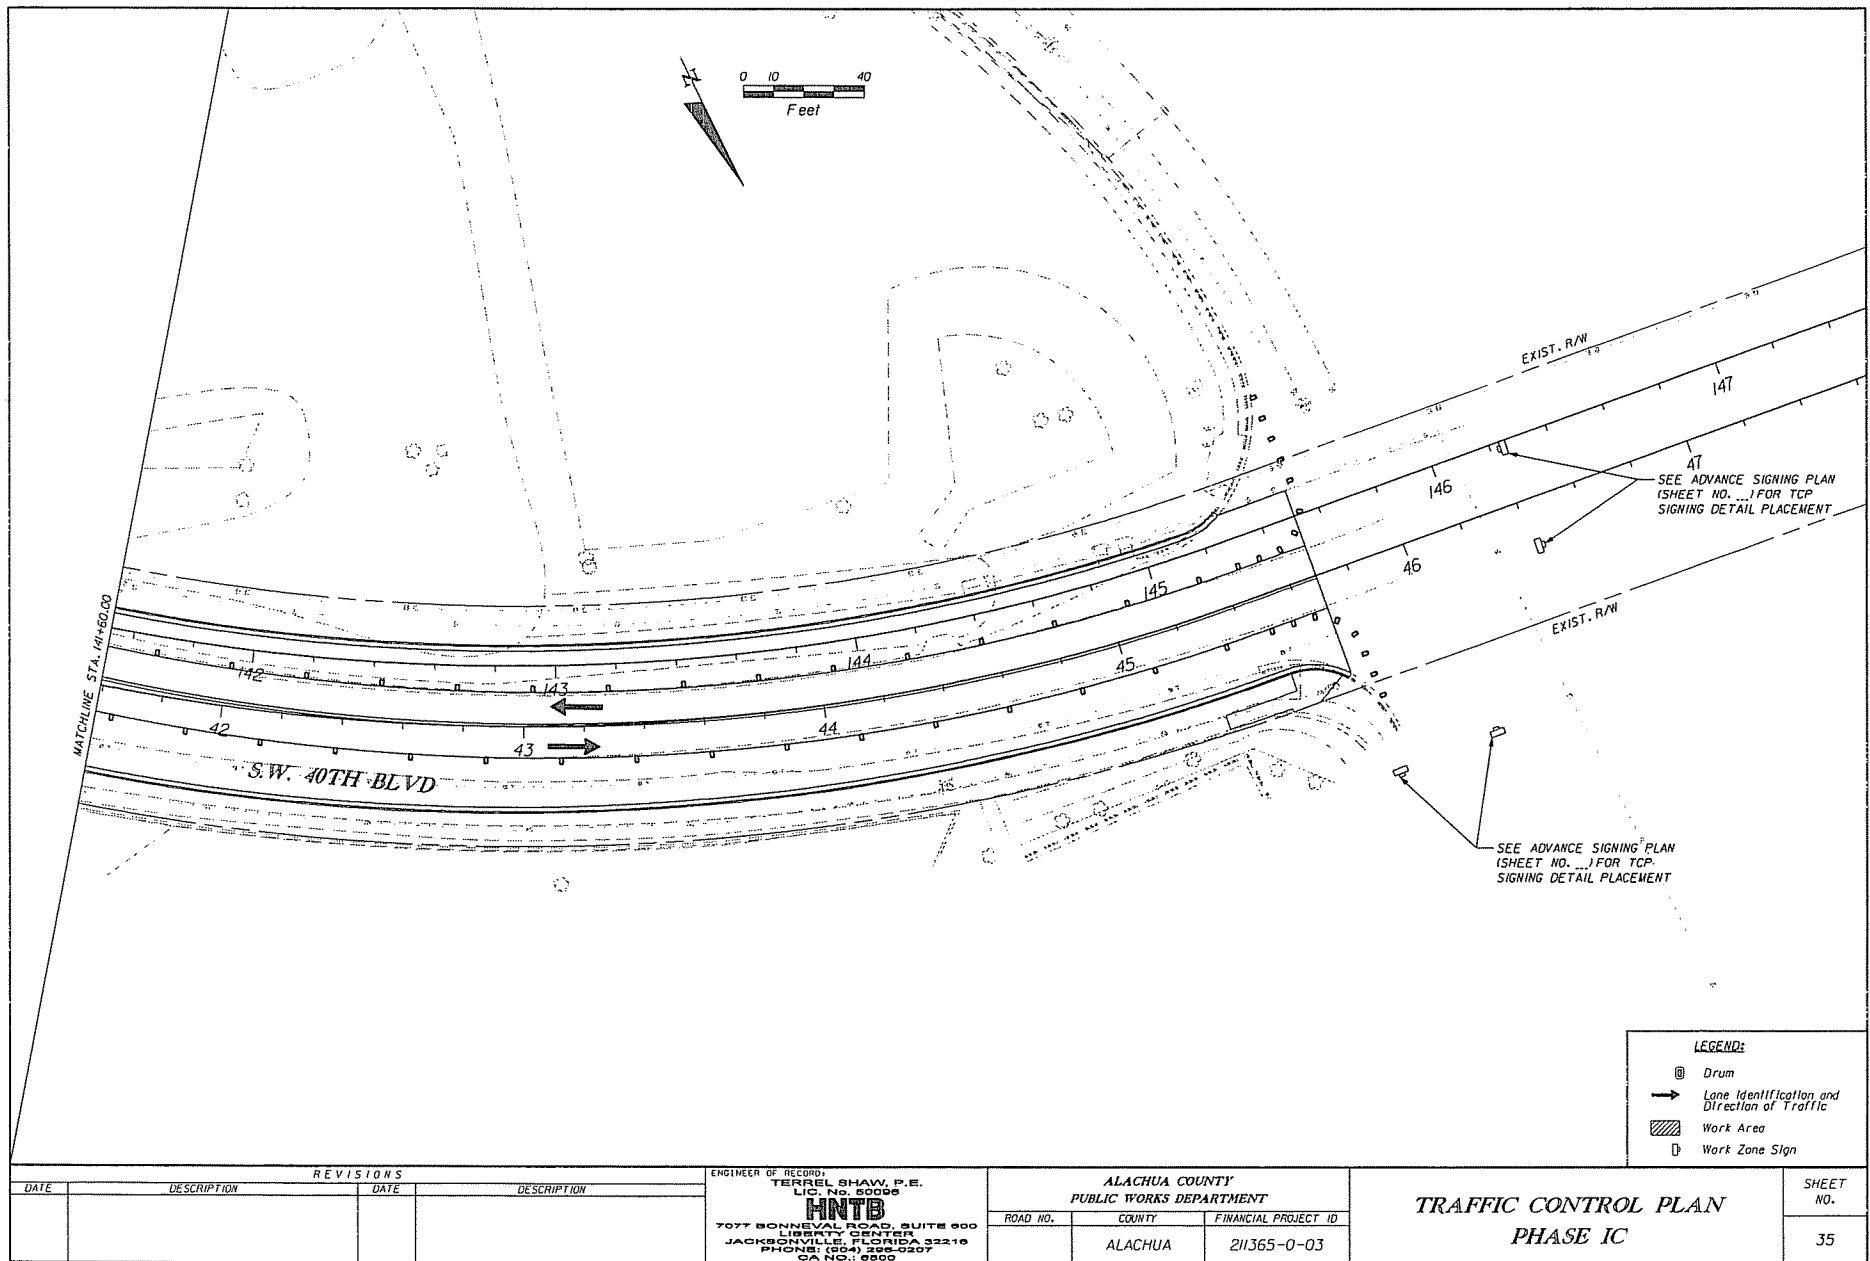 N
0 10 40
Feet
EXIST. R/W
147
146
47
SEE ADVANCE SIGNING PLAN
(SHEET NO. __) FOR TCP
SIGNING DETAIL PLACEMENT
46
145
EXIST. R/W
MATCHLINE STA. 141+60.00
142
143
144
45
42
43
44
S.W. 40TH BLVD
SEE ADVANCE SIGNING PLAN
(SHEET NO. __) FOR TCP
SIGNING DETAIL PLACEMENT
LEGEND:
Drum
Lane Identification and
Direction of Traffic
Work Area
Work Zone Sign
REVISIONS
DATE DESCRIPTION DATE DESCRIPTION
ENGINEER OF RECORD:
TERREL SHAW, P.E.
LIC. No. 50096
HNTB
7077 BONNEVAL ROAD, SUITE 600
LIBERTY CENTER
JACKSONVILLE, FLORIDA 32216
PHONE: (904) 296-0207
CA NO.: 6500
ALACHUA COUNTY
PUBLIC WORKS DEPARTMENT
ROAD NO. COUNTY FINANCIAL PROJECT ID
ALACHUA 211365-0-03
TRAFFIC CONTROL PLAN
PHASE IC
SHEET
NO.
35